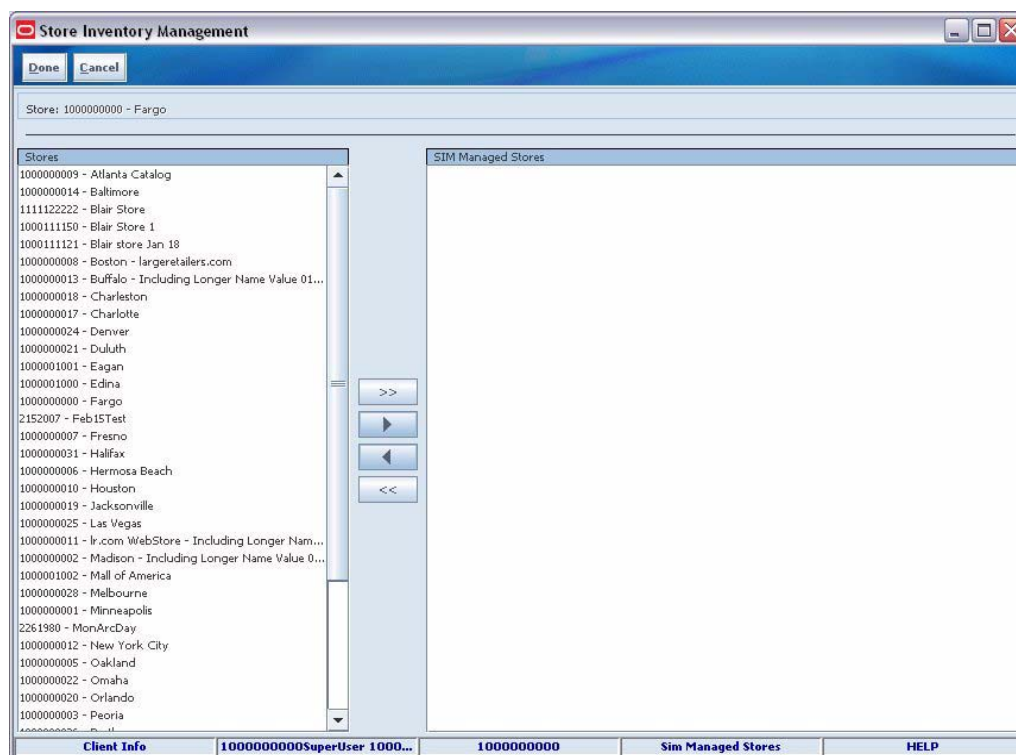 Store Inventory Management
Done Cancel
Store: 1000000000 - Fargo
Stores
1000000009 - Atlanta Catalog
1000000014 - Baltimore
1111122222 - Blair Store
1000111150 - Blair Store 1
1000111121 - Blair store Jan 18
1000000008 - Boston - largeretailers.com
1000000013 - Buffalo - Including Longer Name Value 01...
1000000018 - Charleston
1000000017 - Charlotte
1000000024 - Denver
1000000021 - Duluth
1000001001 - Eagan
1000001000 - Edina
1000000000 - Fargo
2152007 - Feb15Test
1000000007 - Fresno
1000000031 - Halifax
1000000006 - Hermosa Beach
1000000010 - Houston
1000000019 - Jacksonville
1000000025 - Las Vegas
1000000011 - lr.com WebStore - Including Longer Nam...
1000000002 - Madison - Including Longer Name Value 0...
1000001002 - Mall of America
1000000028 - Melbourne
1000000001 - Minneapolis
2261980 - MonArcDay
1000000012 - New York City
1000000005 - Oakland
1000000022 - Omaha
1000000020 - Orlando
1000000003 - Peoria
>>
<<
SIM Managed Stores
Client Info 1000000000SuperUser 1000... 1000000000 Sim Managed Stores HELP